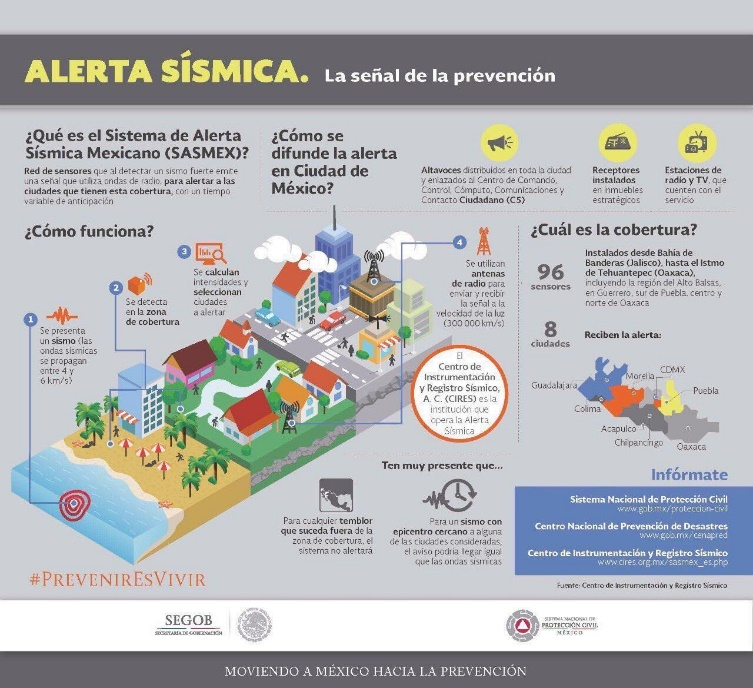 ALERTA SÍSMICA. La señal de la prevención
¿Qué es el Sistema de Alerta
Sísmica Mexicano (SASMEX)?
Red de sensores que al detectar un sismo fuerte emite
una señal que utiliza ondas de radio, para alertar a las
ciudades que tienen esta cobertura, con un tiempo
variable de anticipación
¿Cómo se
difunde la alerta
en Ciudad de
México?
Altavoces distribuidos en toda la ciudad
y enlazados al Centro de Comando,
Control, Cómputo, Comunicaciones y
Contacto Ciudadano (C5)
Receptores
instalados
en inmuebles
estratégicos
Estaciones de
radio y TV, que
cuenten con el
servicio
¿Cómo funciona?
1
Se presenta
un sismo (las
ondas sísmicas
se propagan
entre 4 y
6 km/s)
2
Se detecta
en la zona
de cobertura
3
Se calculan
intensidades y
seleccionan
ciudades
a alertar
4
Se utilizan
antenas
de radio para
enviar y recibir
la señal a la
velocidad de la luz
(300 000 km/s)
El
Centro de
Instrumentación
y Registro Sísmico,
A. C. (CIRES) es la
institución que
opera la Alerta
Sísmica
¿Cuál es la cobertura?
96
sensores
Instalados desde Bahía de
Banderas (Jalisco), hasta el Istmo
de Tehuantepec (Oaxaca),
incluyendo la región del Alto Balsas,
en Guerrero, sur de Puebla, centro y
norte de Oaxaca
8
ciudades
Reciben la alerta:
CDMX
Morelia
Guadalajara
Puebla
Colima
Acapulco
Chilpancingo
Oaxaca
Ten muy presente que...
Para cualquier temblor
que suceda fuera de la
zona de cobertura, el
sistema no alertará
Para un sismo con
epicentro cercano a alguna
de las ciudades consideradas,
el aviso podría llegar igual
que las ondas sísmicas
Infórmate
Sistema Nacional de Protección Civil
www.gob.mx/proteccion-civil
Centro Nacional de Prevención de Desastres
www.gob.mx/cenapred
Centro de Instrumentación y Registro Sísmico
www.cires.org.mx/sasmex_es.php
#PREVENIRESVIVIR
Fuente: Centro de Instrumentación y Registro Sísmico
SEGOB
SECRETARÍA DE GOBERNACIÓN
SISTEMA NACIONAL DE
PROTECCIÓN CIVIL
MÉXICO
MOVIENDO A MÉXICO HACIA LA PREVENCIÓN